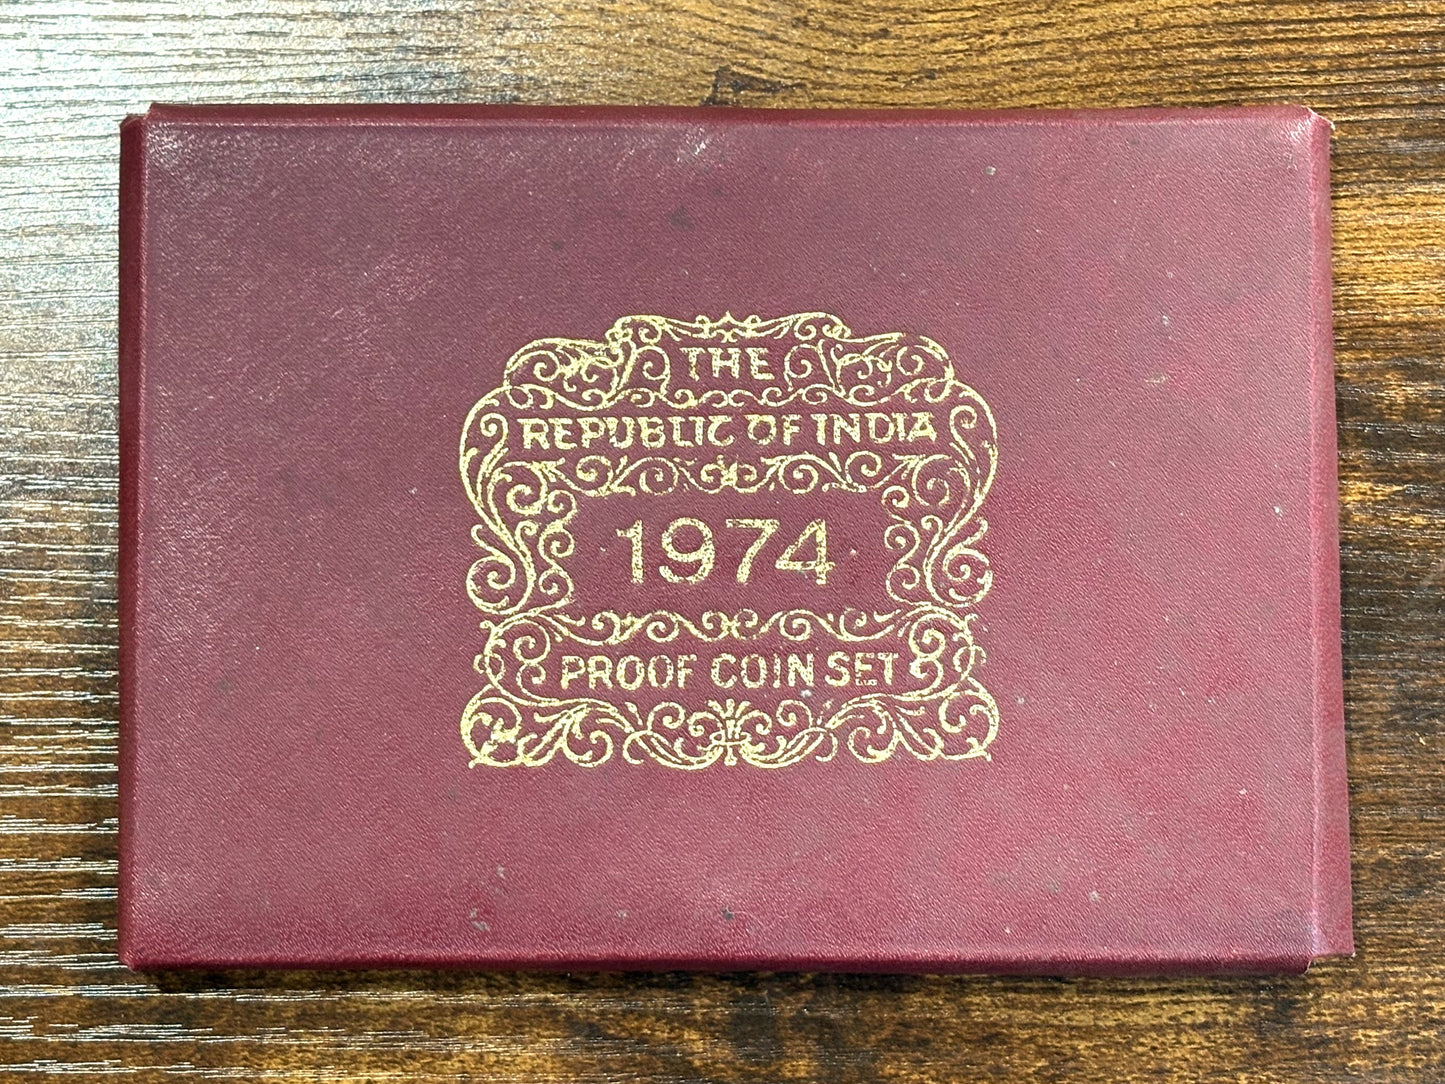 THE
REPUBLIC OF INDIA
1974
PROOF COIN SET